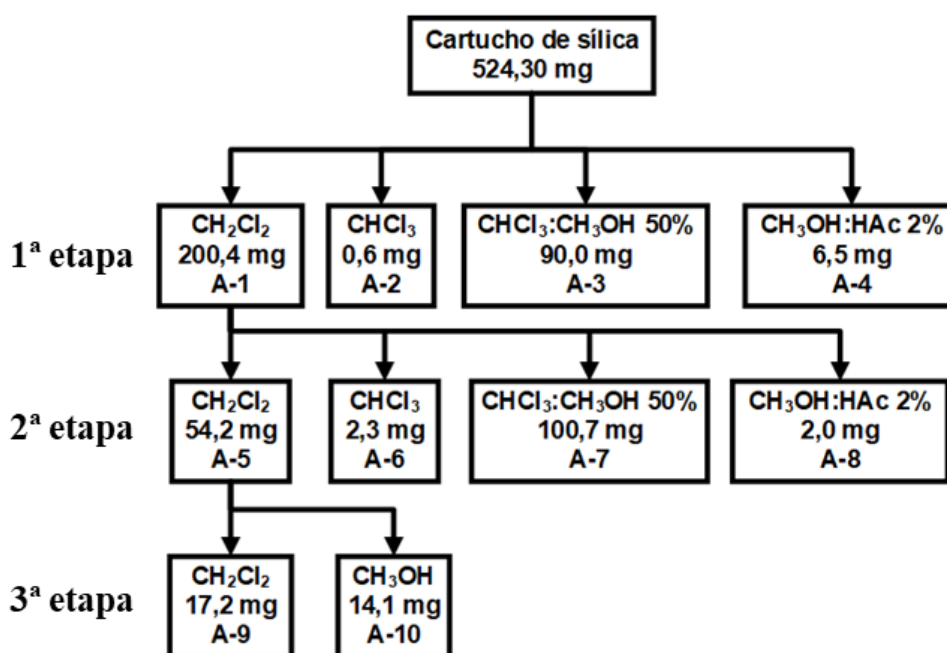 Cartucho de sílica
524,30 mg
1ª etapa
CH₂Cl₂
200,4 mg
A-1
CHCl₃
0,6 mg
A-2
CHCl₃:CH₃OH 50%
90,0 mg
A-3
CH₃OH:HAc 2%
6,5 mg
A-4
2ª etapa
CH₂Cl₂
54,2 mg
A-5
CHCl₃
2,3 mg
A-6
CHCl₃:CH₃OH 50%
100,7 mg
A-7
CH₃OH:HAc 2%
2,0 mg
A-8
3ª etapa
CH₂Cl₂
17,2 mg
A-9
CH₃OH
14,1 mg
A-10